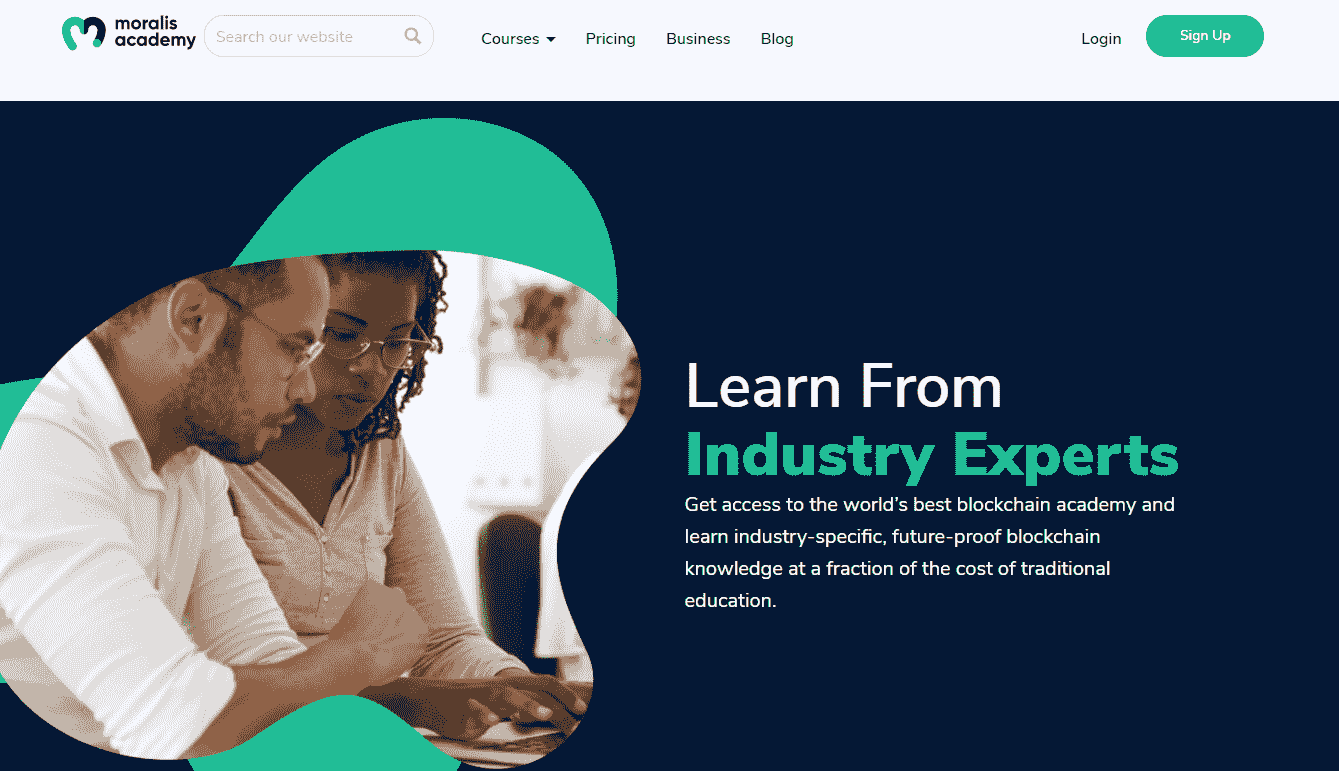 moralis
academy
Search our website
Courses
Pricing
Business
Blog
Login
Sign Up
Learn From
Industry Experts
Get access to the world’s best blockchain academy and
learn industry-specific, future-proof blockchain
knowledge at a fraction of the cost of traditional
education.